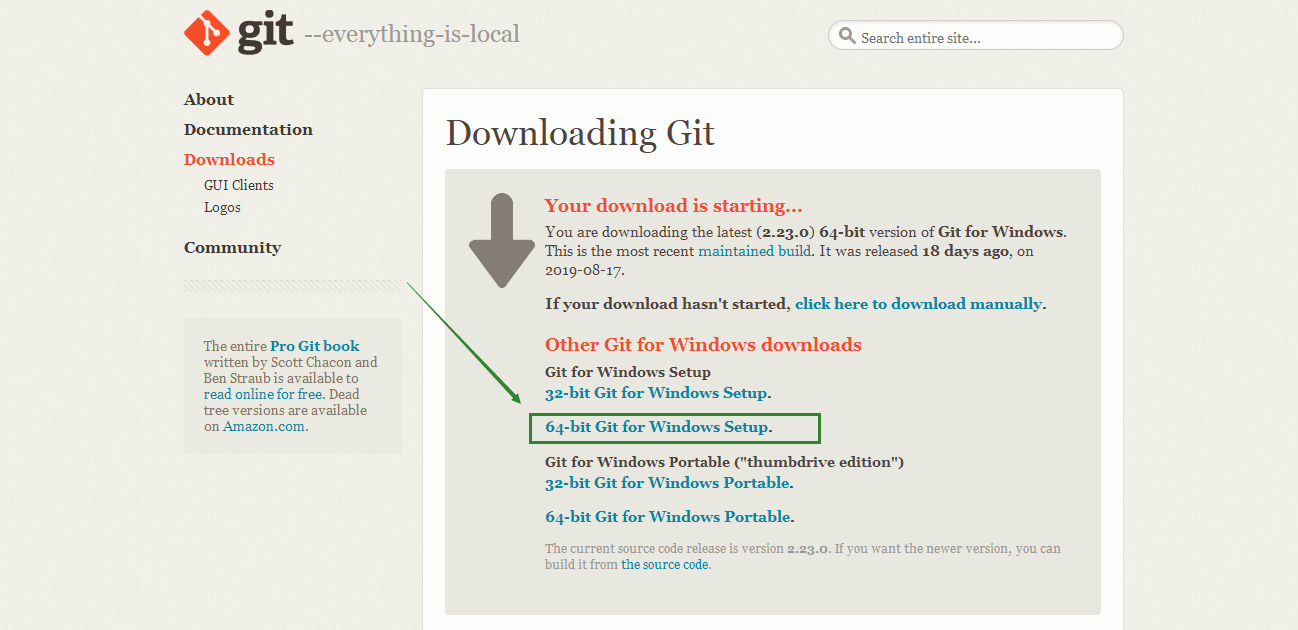 git --everything-is-local
Search entire site...
About
Documentation
Downloads
GUI Clients
Logos
Community
The entire Pro Git book
written by Scott Chacon and
Ben Straub is available to
read online for free. Dead
tree versions are available
on Amazon.com.
Downloading Git
Your download is starting...
You are downloading the latest (2.23.0) 64-bit version of Git for Windows.
This is the most recent maintained build. It was released 18 days ago, on
2019-08-17.
If your download hasn't started, click here to download manually.
Other Git for Windows downloads
Git for Windows Setup
32-bit Git for Windows Setup.
64-bit Git for Windows Setup.
Git for Windows Portable ("thumbdrive edition")
32-bit Git for Windows Portable.
64-bit Git for Windows Portable.
The current source code release is version 2.23.0. If you want the newer version, you can
build it from the source code.